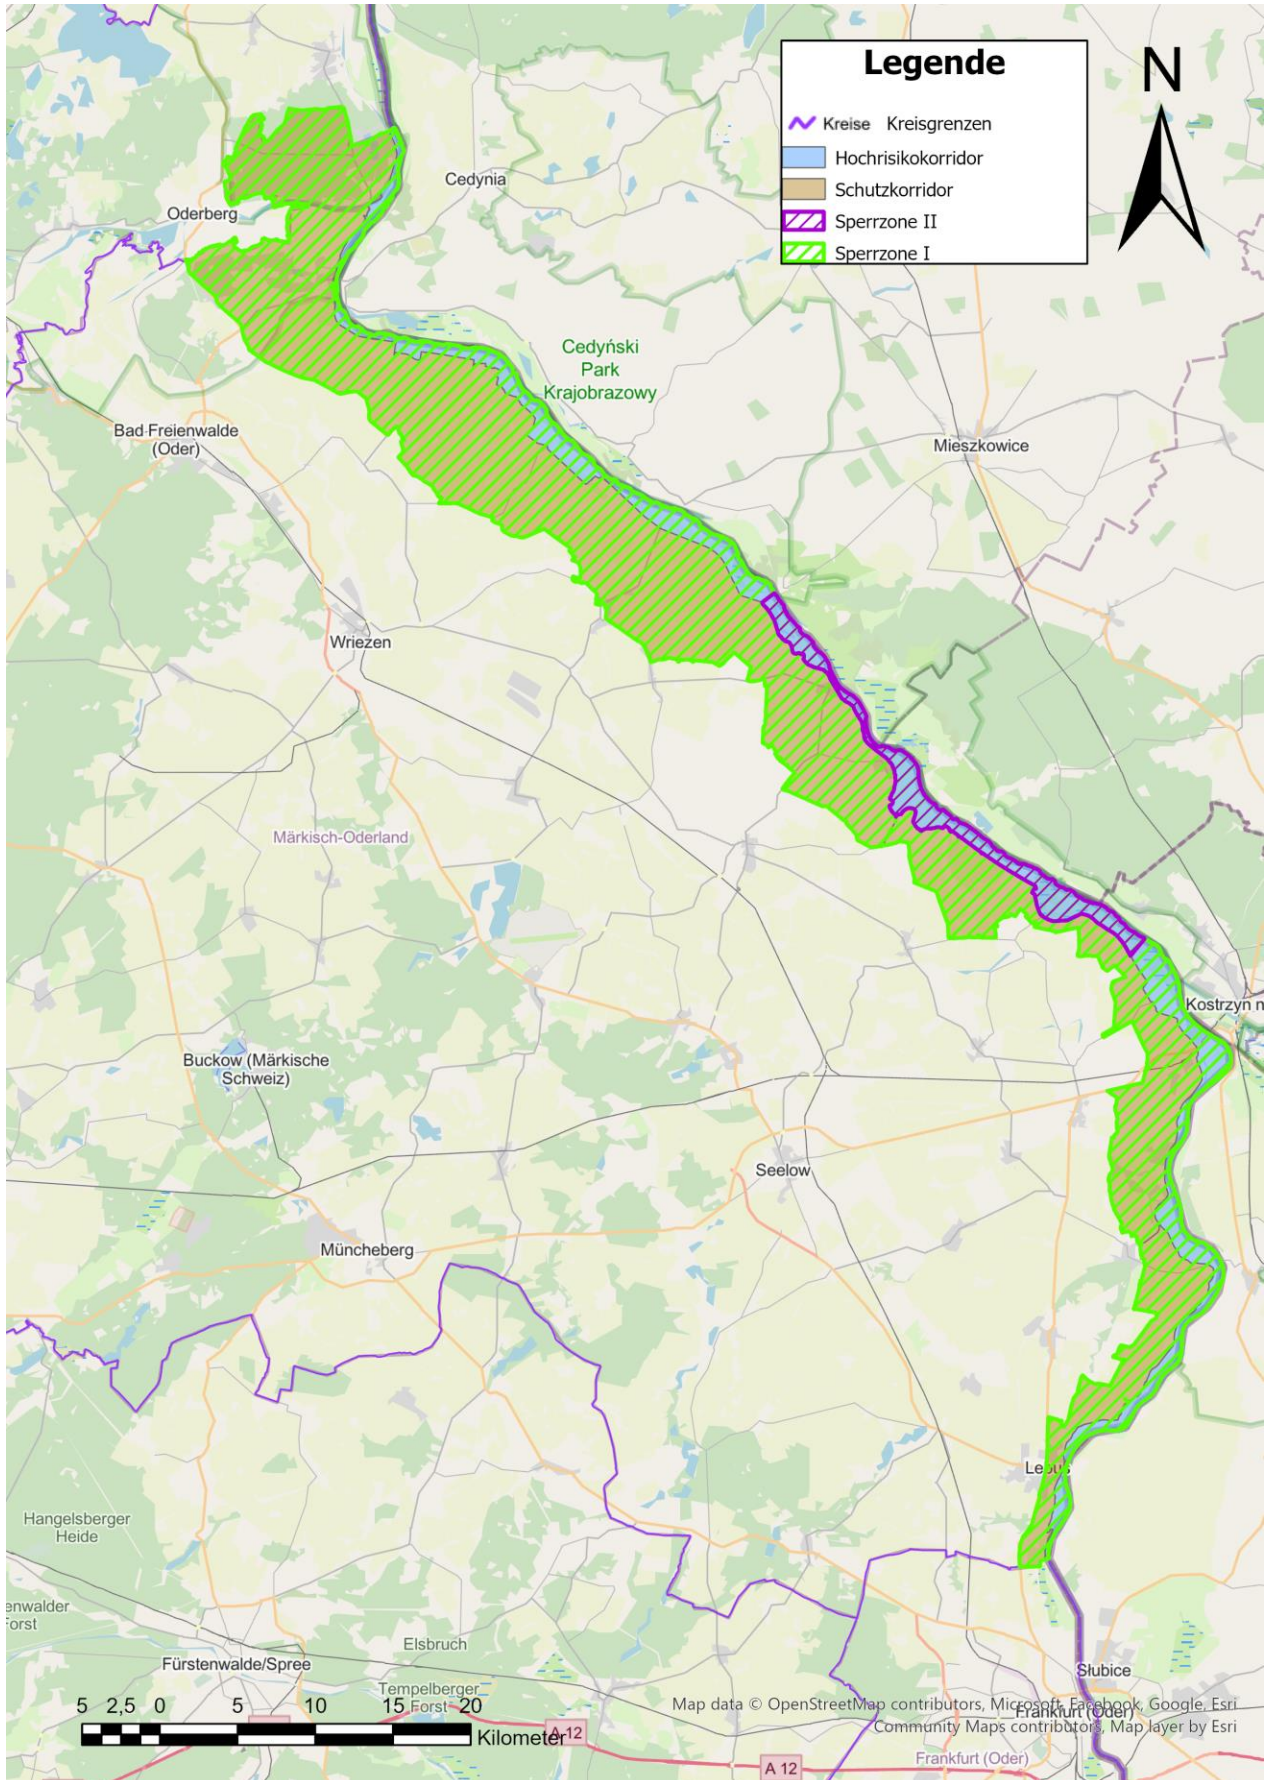 Legende
N
Kreise Kreisgrenzen
Hochrisikokorridor
Schutzkorridor
Sperrzone II
Sperrzone I
Cedynia
Oderberg
Cedyński
Park
Krajobrazowy
Bad Freienwalde
(Oder)
Mieszkowice
Wriezen
Märkisch-Oderland
Kostrzyn n
Buckow (Märkische
Schweiz)
Seelow
Müncheberg
Lebus
Hangelsberger
Heide
enwalder
Forst
Elsbruch
Fürstenwalde/Spree
Tempelberger
Forst
Słubice
5 2,5 0 5 10 15 20
Kilometer
A 12
Map data © OpenStreetMap contributors, Microsoft, Facebook, Google, Esri
Frankfurt (Oder)
Community Maps contributors, Map layer by Esri
Frankfurt (Oder)
A 12